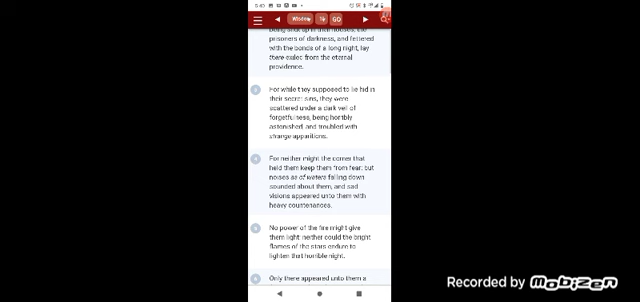 5:40
Wisdom 1 GO
being shut up in their houses, the
prisoners of darkness, and fettered
with the bonds of a long night, lay
there exiled from the eternal
providence.
3 For while they supposed to lie hid in
their secret sins, they were
scattered under a dark veil of
forgetfulness, being horribly
astonished, and troubled with
strange apparitions.
4 For neither might the corner that
held them keep them from fear: but
noises as of waters falling down
sounded about them, and sad
visions appeared unto them with
heavy countenances.
5 No power of the fire might give
them light: neither could the bright
flames of the stars endure to
lighten that horrible night.
6 Only there appeared unto them a
Recorded by mobizen